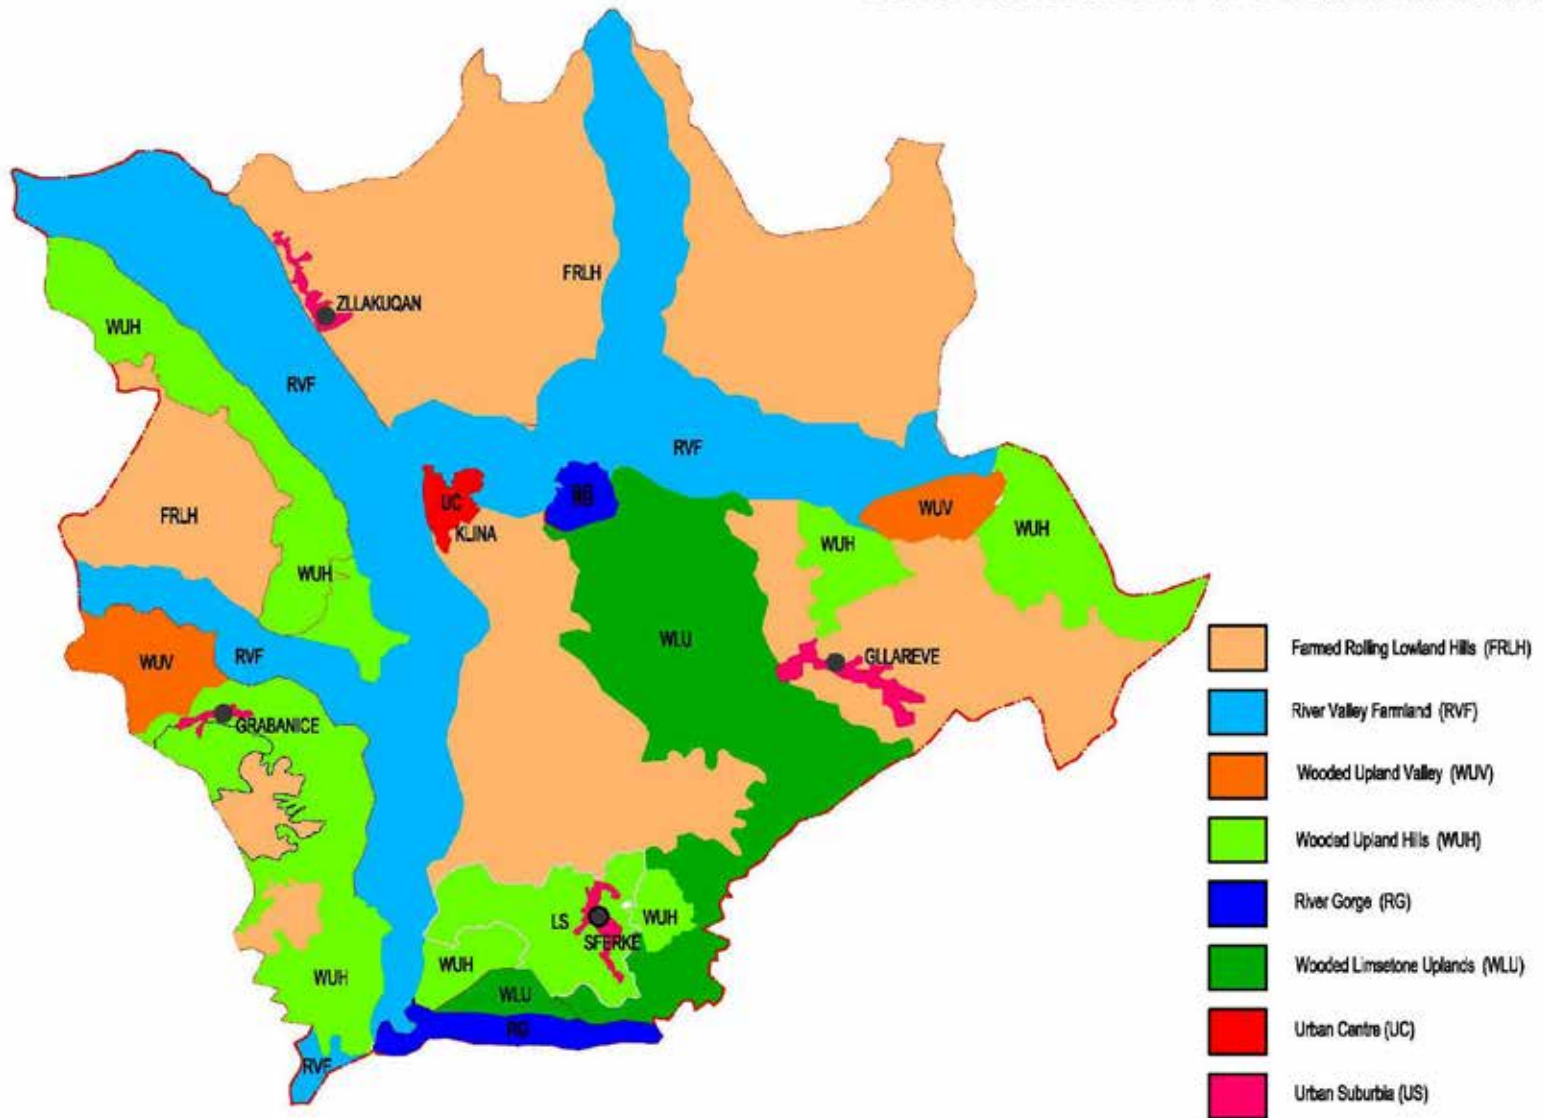 FRLH
ZLLAKUQAN
WUH
RVF
RVF
UC
RG
WUV
FRLH
KLINA
WUH
WUH
WUH
WLU
WUV
RVF
GLLAREVE
GRABANICE
LS
WUH
SFERKE
WUH
WUH
WLU
RG
RVF
Farmed Rolling Lowland Hills (FRLH)
River Valley Farmland (RVF)
Wooded Upland Valley (WUV)
Wooded Upland Hills (WUH)
River Gorge (RG)
Wooded Limsetone Uplands (WLU)
Urban Centre (UC)
Urban Suburbia (US)